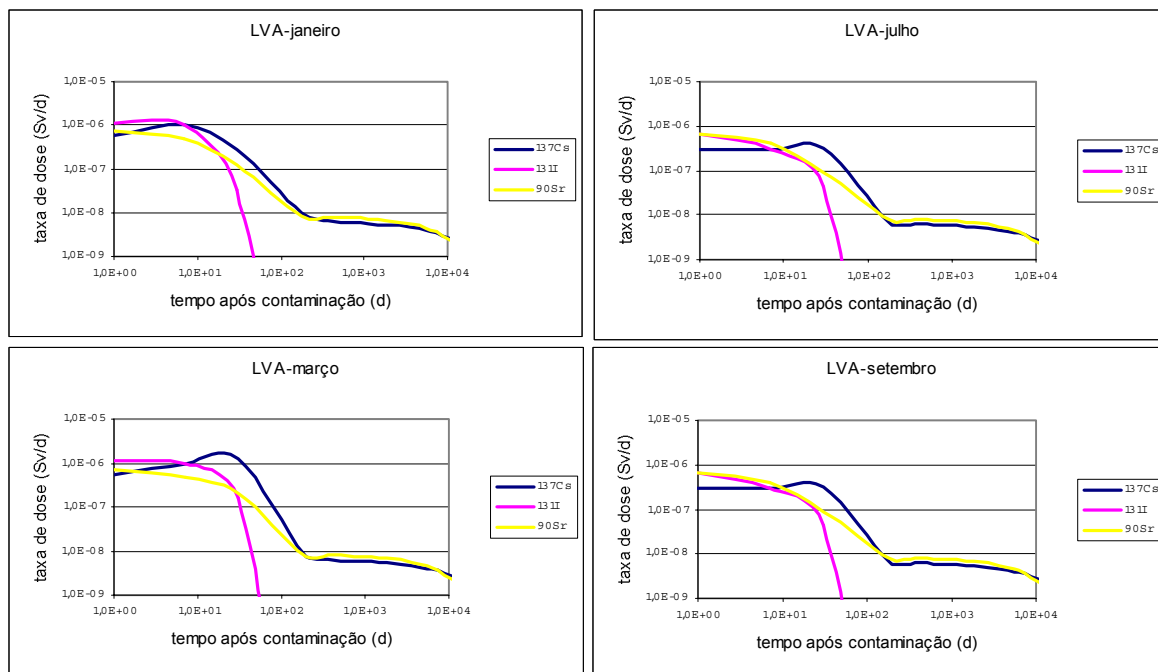 LVA-janeiro
taxa de dose (Sv/d)
1,0E-05
1,0E-06
1,0E-07
1,0E-08
1,0E-09
1,0E+00 1,0E+01 1,0E+02 1,0E+03 1,0E+04
tempo após contaminação (d)
137Cs
131I
90Sr
LVA-julho
taxa de dose (Sv/d)
1,0E-05
1,0E-06
1,0E-07
1,0E-08
1,0E-09
1,0E+00 1,0E+01 1,0E+02 1,0E+03 1,0E+04
tempo após contaminação (d)
137Cs
131I
90Sr
LVA-março
taxa de dose (Sv/d)
1,0E-05
1,0E-06
1,0E-07
1,0E-08
1,0E-09
1,0E+00 1,0E+01 1,0E+02 1,0E+03 1,0E+04
tempo após contaminação (d)
137Cs
131I
90Sr
LVA-setembro
taxa de dose (Sv/d)
1,0E-05
1,0E-06
1,0E-07
1,0E-08
1,0E-09
1,0E+00 1,0E+01 1,0E+02 1,0E+03 1,0E+04
tempo após contaminação (d)
137Cs
131I
90Sr